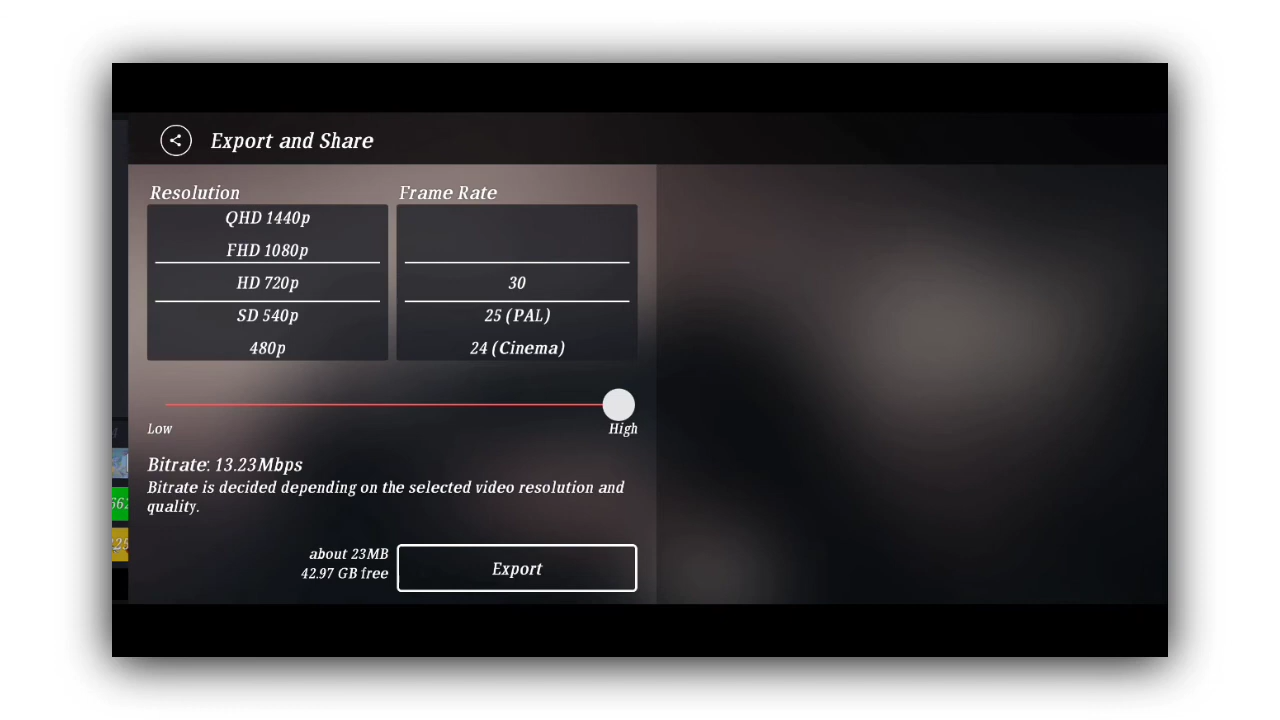 Export and Share
Resolution
Frame Rate
QHD 1440p
FHD 1080p
HD 720p
30
SD 540p
25 (PAL)
480p
24 (Cinema)
Low
High
Bitrate: 13.23Mbps
Bitrate is decided depending on the selected video resolution and
quality.
about 23MB
42.97 GB free
Export